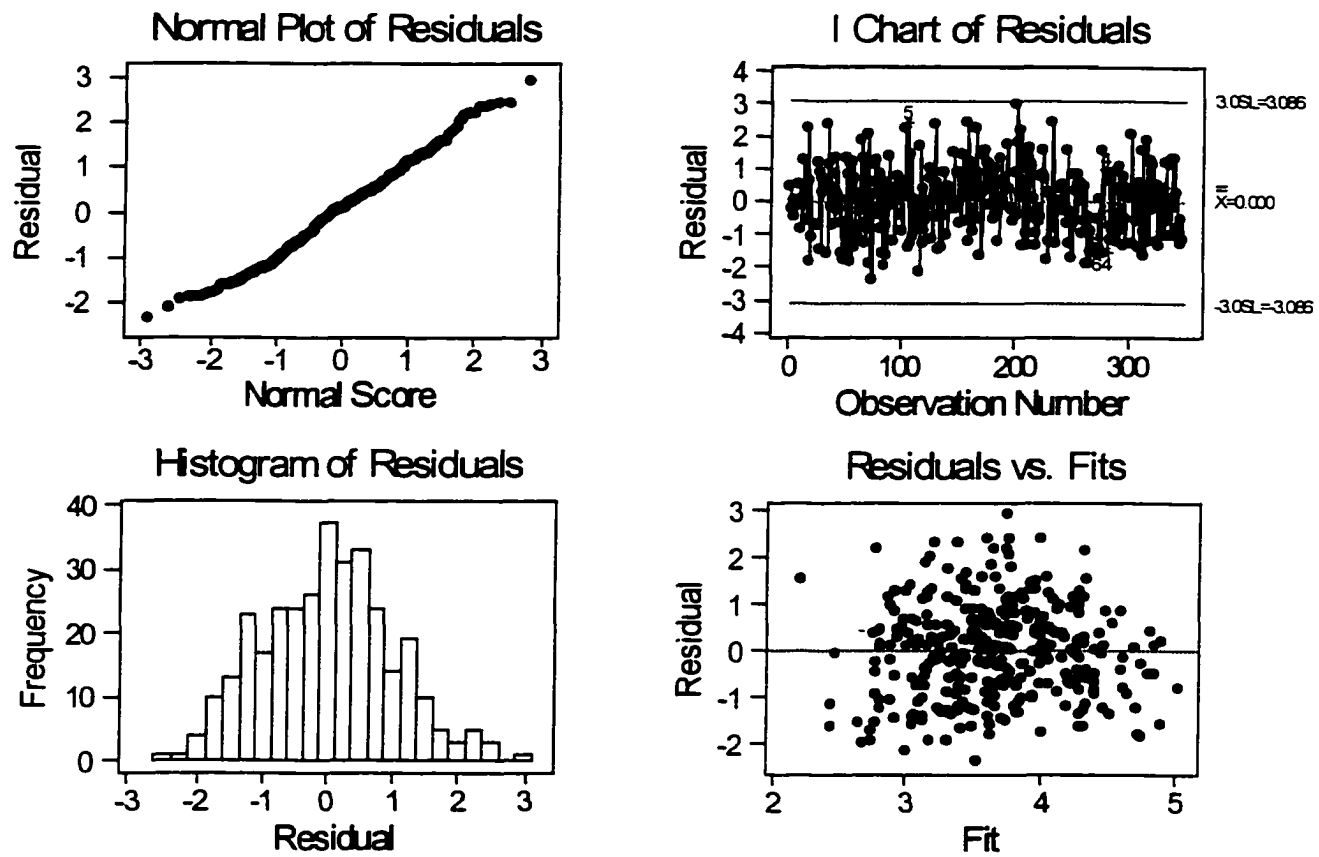 Normal Plot of Residuals
3
2
1
0
-1
-2
Residual
-3 -2 -1 0 1 2 3
Normal Score
I Chart of Residuals
4
3
2
1
0
-1
-2
-3
-4
Residual
5
64
3.0SL=3.086
X=0.000
-3.0SL=-3.086
0 100 200 300
Observation Number
Histogram of Residuals
40
30
20
10
0
Frequency
-3 -2 -1 0 1 2 3
Residual
Residuals vs. Fits
3
2
1
0
-1
-2
Residual
2 3 4 5
Fit